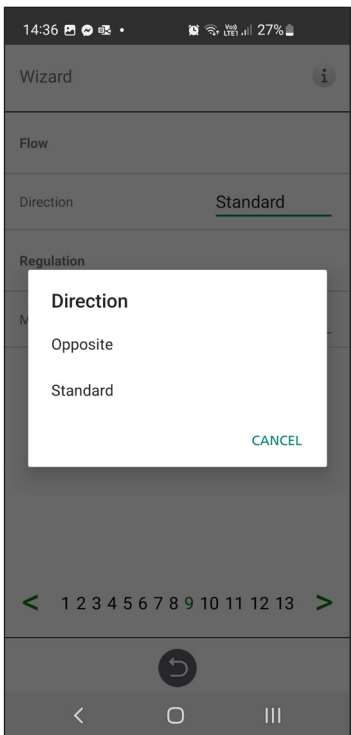 14:36 27%
Wizard i
Flow
Direction Standard
Regulation
M
Direction
Opposite
Standard
CANCEL
< 1 2 3 4 5 6 7 8 9 10 11 12 13 >